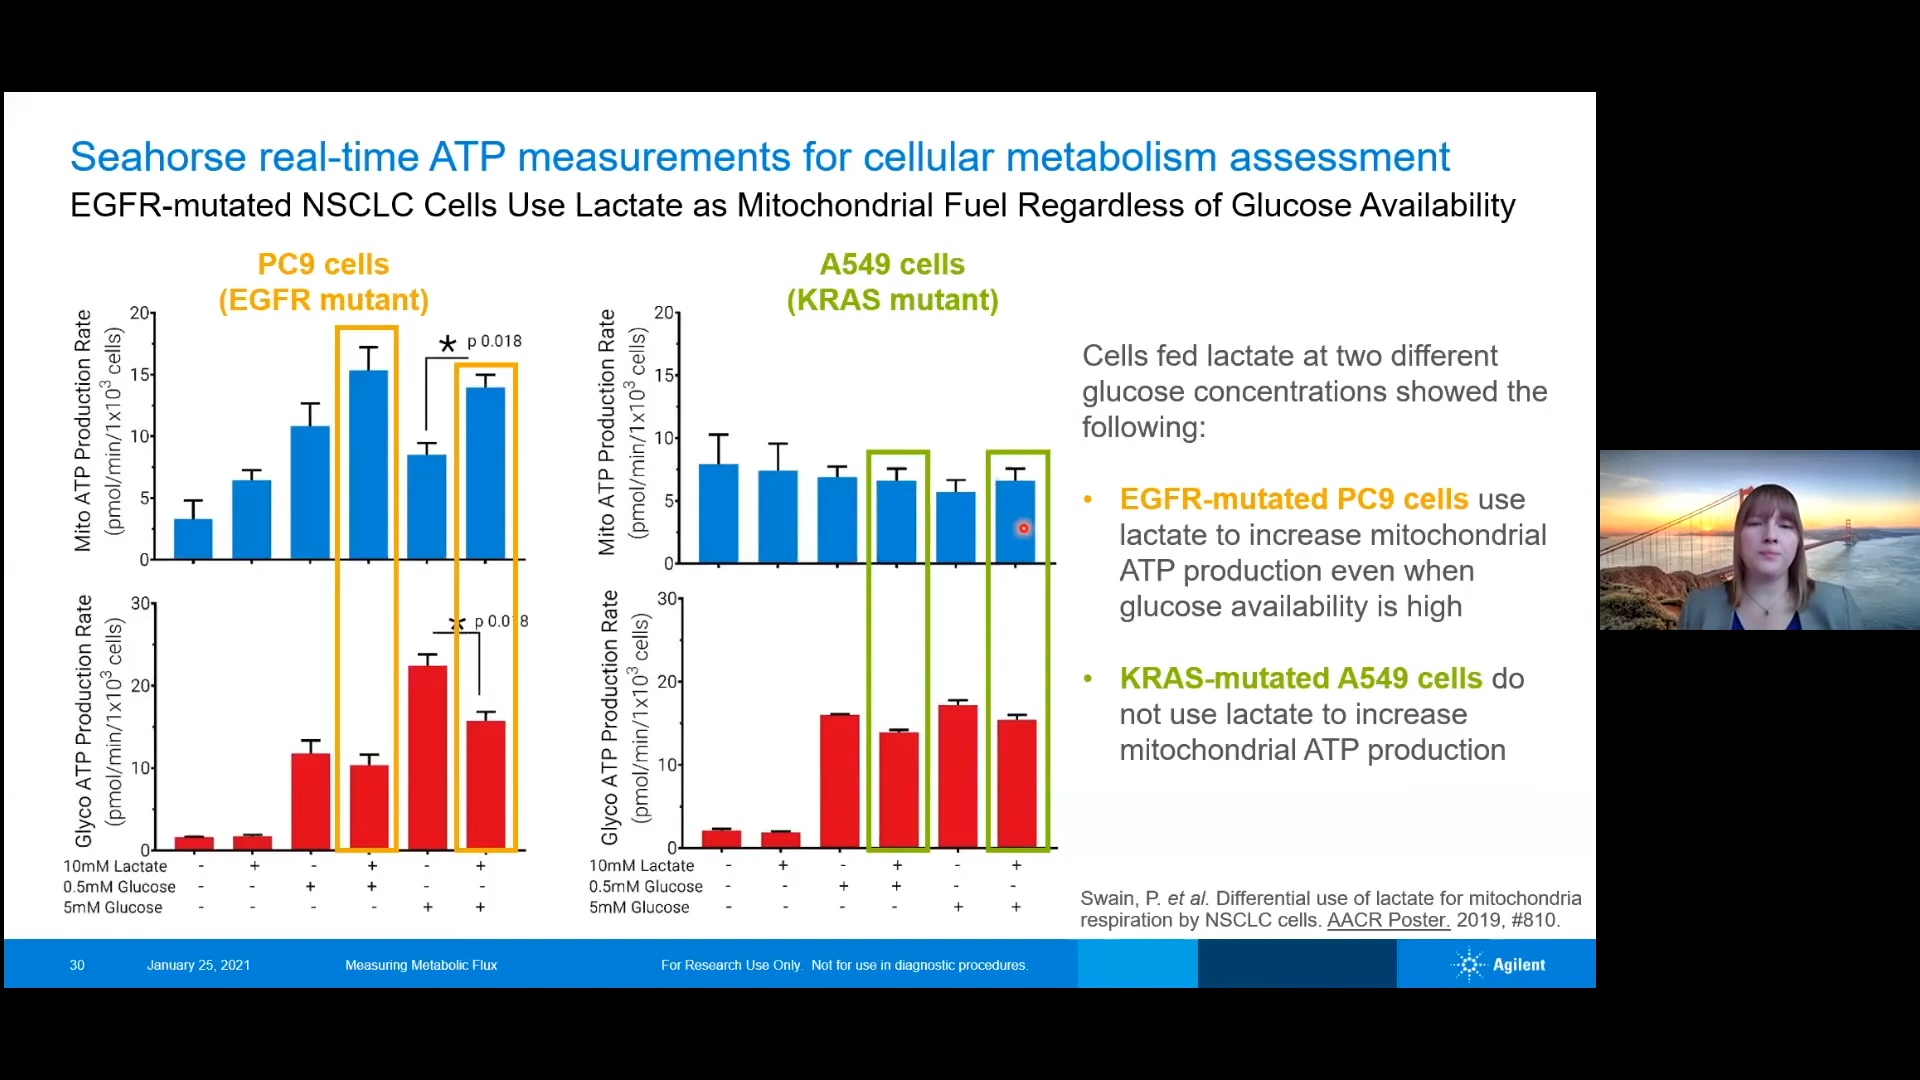 Seahorse real-time ATP measurements for cellular metabolism assessment
EGFR-mutated NSCLC Cells Use Lactate as Mitochondrial Fuel Regardless of Glucose Availability
PC9 cells
(EGFR mutant)
Mito ATP Production Rate
(pmol/min/1x10³ cells)
20
15
10
5
0
* p 0.018
Glyco ATP Production Rate
(pmol/min/1x10³ cells)
30
20
10
0
* p 0.018
10mM Lactate - + - + - +
0.5mM Glucose - - + + - -
5mM Glucose - - - - + +
A549 cells
(KRAS mutant)
Mito ATP Production Rate
(pmol/min/1x10³ cells)
20
15
10
5
0
Glyco ATP Production Rate
(pmol/min/1x10³ cells)
30
20
10
0
10mM Lactate - + - + - +
0.5mM Glucose - - + + - -
5mM Glucose - - - - + +
Cells fed lactate at two different
glucose concentrations showed the
following:
• EGFR-mutated PC9 cells use
lactate to increase mitochondrial
ATP production even when
glucose availability is high
• KRAS-mutated A549 cells do
not use lactate to increase
mitochondrial ATP production
Swain, P. et al. Differential use of lactate for mitochondria
respiration by NSCLC cells. AACR Poster. 2019, #810.
30 January 25, 2021 Measuring Metabolic Flux For Research Use Only. Not for use in diagnostic procedures. Agilent